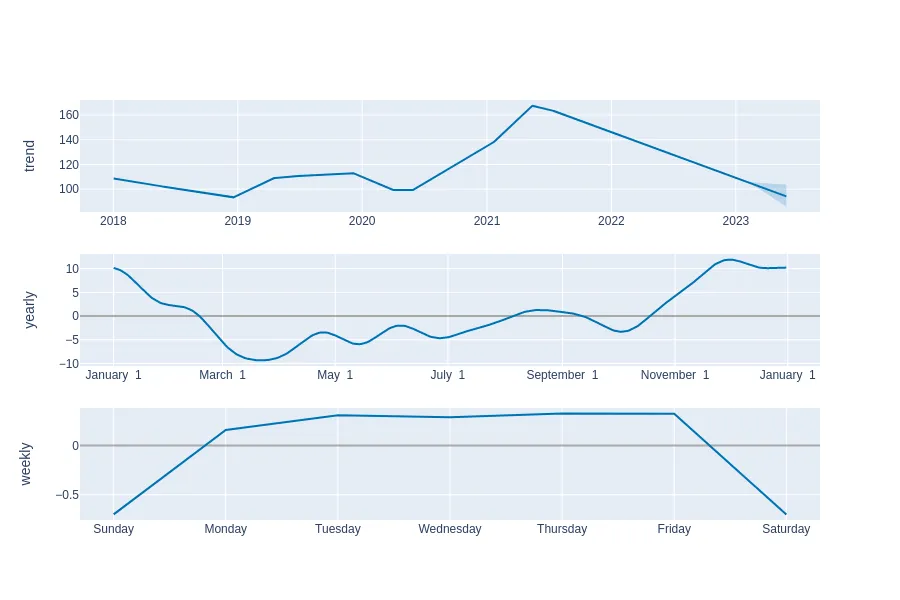 trend
160
140
120
100
2018 2019 2020 2021 2022 2023
yearly
10
5
0
−5
−10
January 1 March 1 May 1 July 1 September 1 November 1 January 1
weekly
0
−0.5
Sunday Monday Tuesday Wednesday Thursday Friday Saturday